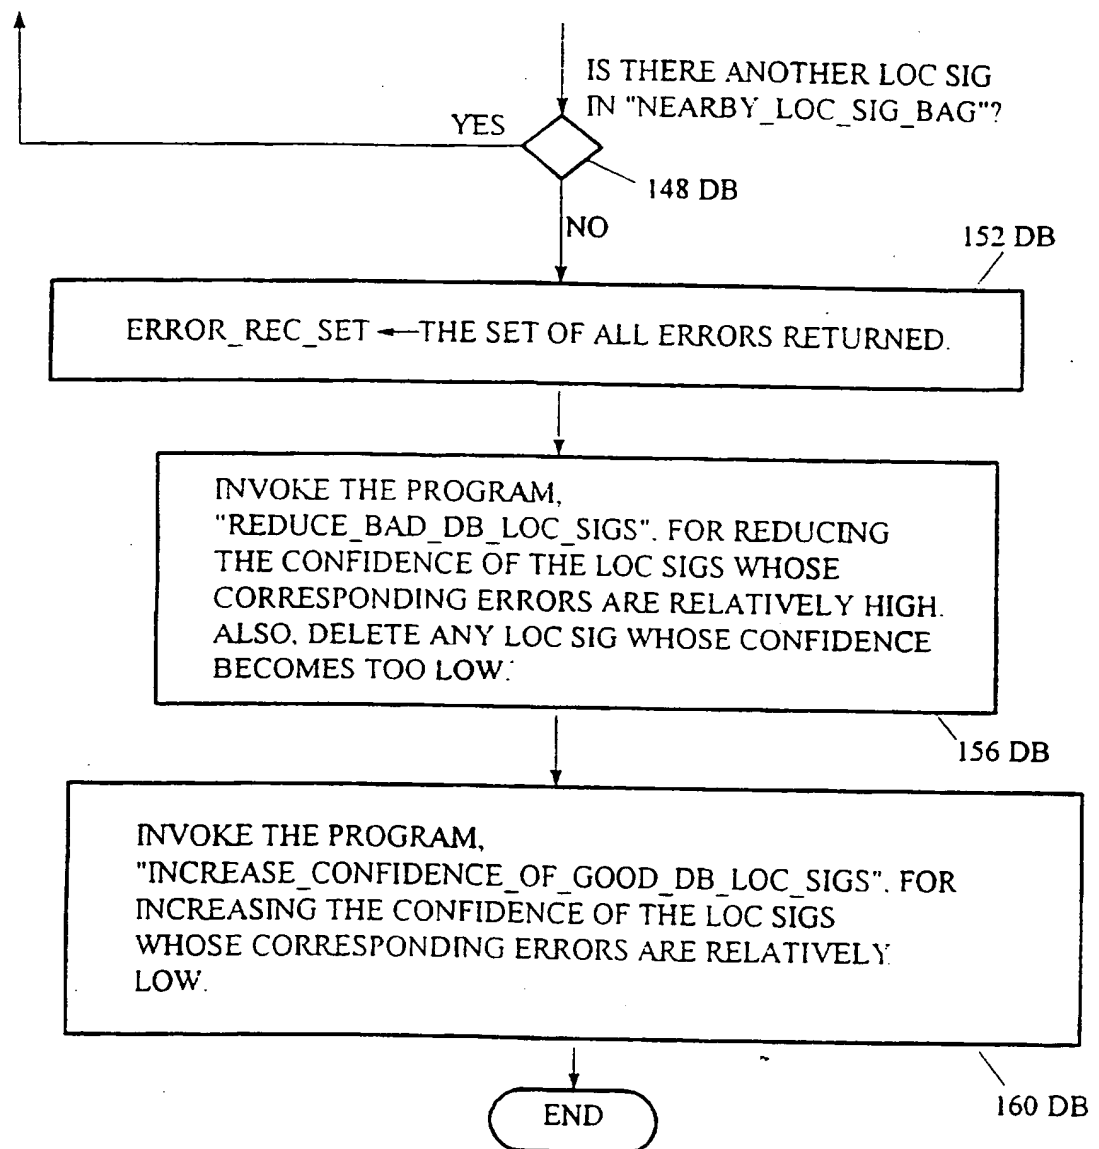 IS THERE ANOTHER LOC SIG
IN "NEARBY_LOC_SIG_BAG"?
YES
148 DB
NO
152 DB
ERROR_REC_SET ← THE SET OF ALL ERRORS RETURNED.
INVOKE THE PROGRAM,
"REDUCE_BAD_DB_LOC_SIGS". FOR REDUCING
THE CONFIDENCE OF THE LOC SIGS WHOSE
CORRESPONDING ERRORS ARE RELATIVELY HIGH.
ALSO, DELETE ANY LOC SIG WHOSE CONFIDENCE
BECOMES TOO LOW.
156 DB
INVOKE THE PROGRAM,
"INCREASE_CONFIDENCE_OF_GOOD_DB_LOC_SIGS". FOR
INCREASING THE CONFIDENCE OF THE LOC SIGS
WHOSE CORRESPONDING ERRORS ARE RELATIVELY
LOW.
160 DB
END